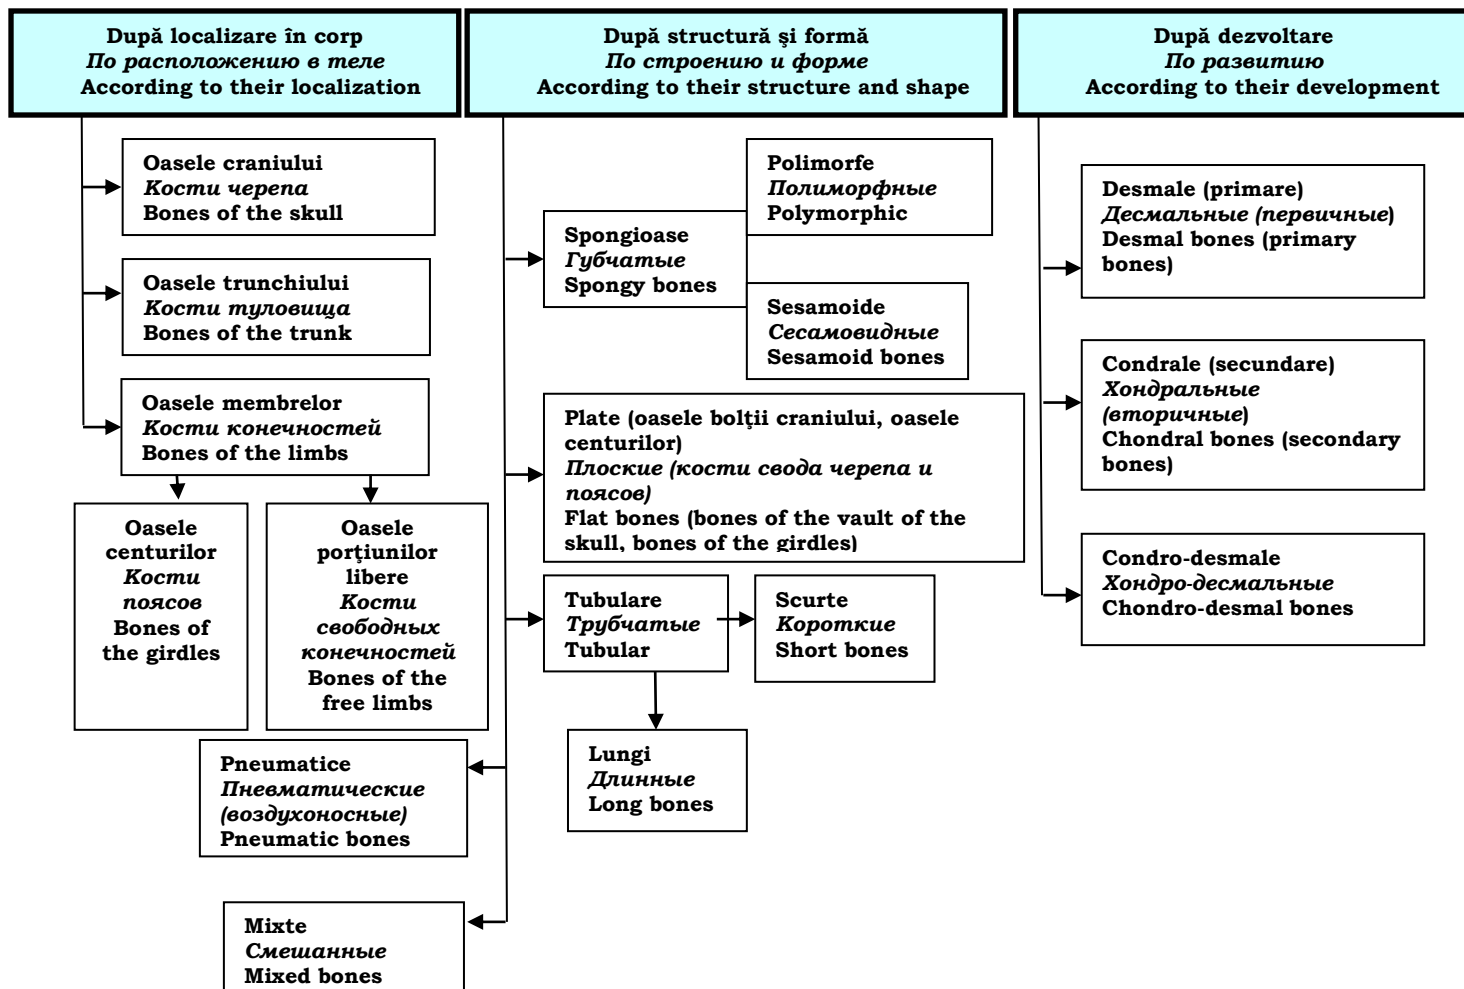 După localizare în corp
По расположению в теле
According to their localization
Oasele craniului
Кости черепа
Bones of the skull
Oasele trunchiului
Кости туловища
Bones of the trunk
Oasele membrelor
Кости конечностей
Bones of the limbs
Oasele
centurilor
Кости
поясов
Bones of
the girdles
Oasele
porţiunilor
libere
Кости
свободных
конечностей
Bones of the
free limbs
După structură şi formă
По строению и форме
According to their structure and shape
Spongioase
Губчатые
Spongy bones
Polimorfe
Полиморфные
Polymorphic
Sesamoide
Сесамовидные
Sesamoid bones
Plate (oasele bolţii craniului, oasele
centurilor)
Плоские (кости свода черепа и
поясов)
Flat bones (bones of the vault of the
skull, bones of the girdles)
Tubulare
Трубчатые
Tubular
Scurte
Короткие
Short bones
Lungi
Длинные
Long bones
Pneumatice
Пневматические
(воздухоносные)
Pneumatic bones
Mixte
Смешанные
Mixed bones
După dezvoltare
По развитию
According to their development
Desmale (primare)
Десмальные (первичные)
Desmal bones (primary
bones)
Condrale (secundare)
Хондральные
(вторичные)
Chondral bones (secondary
bones)
Condro-desmale
Хондро-десмальные
Chondro-desmal bones